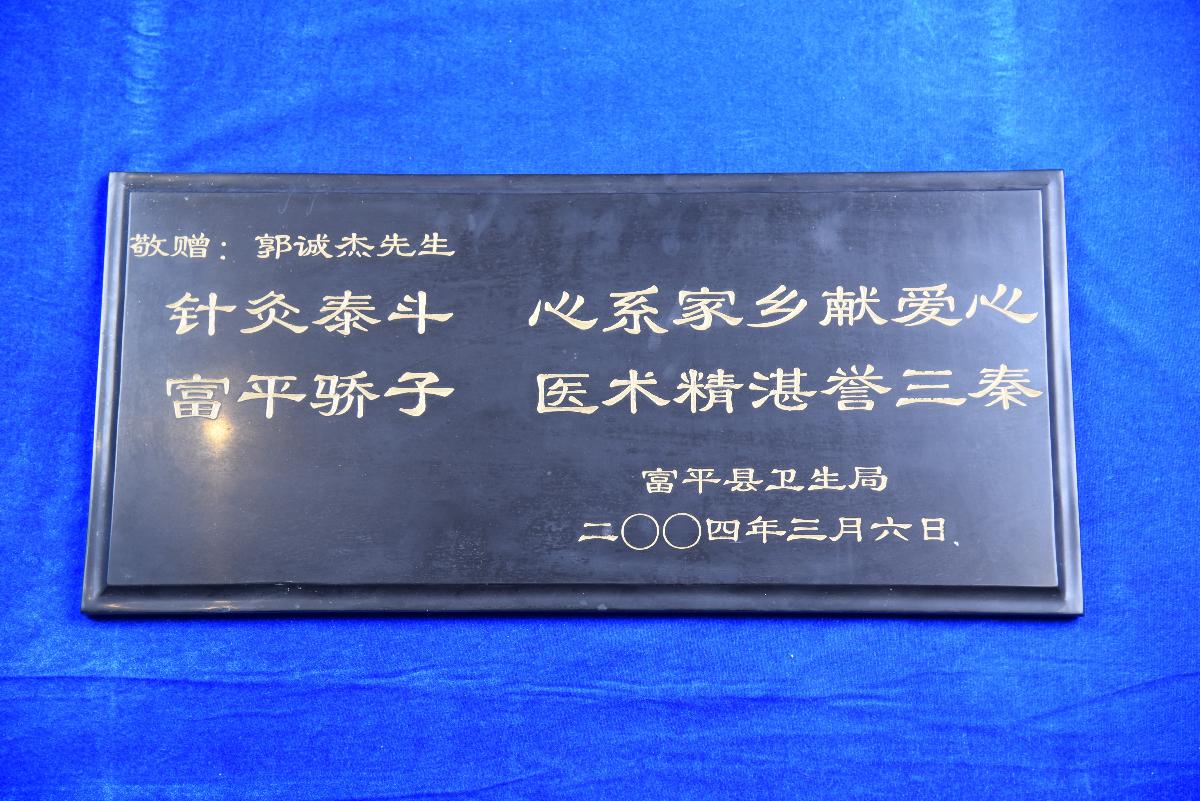 敬赠：郭诚杰先生
针灸泰斗 心系家乡献爱心
富平骄子 医术精湛誉三秦
富平县卫生局
二〇〇四年三月六日